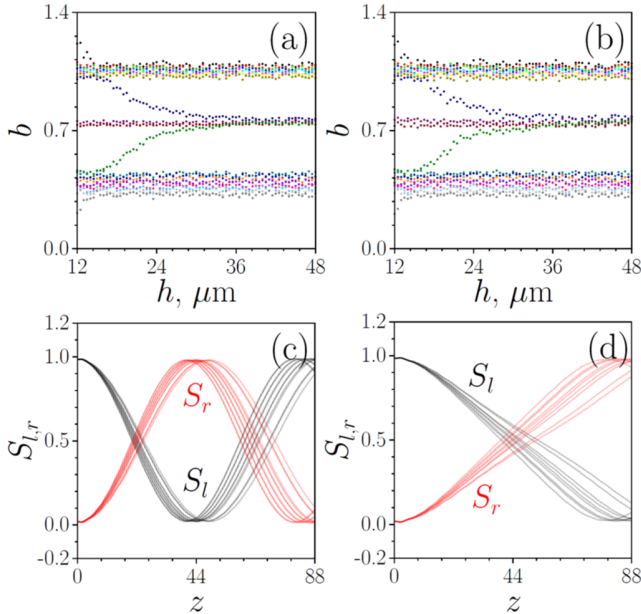 1.4
(a)
b
0.7
0.0
12
24
36
48
h, μm
1.4
(b)
b
0.7
0.0
12
24
36
48
h, μm
1.2
(c)
1.0
S_r
S_{l,r}
0.5
S_l
0.0
-0.2
0
44
88
z
1.2
(d)
1.0
S_l
S_{l,r}
0.5
S_r
0.0
-0.2
0
44
88
z